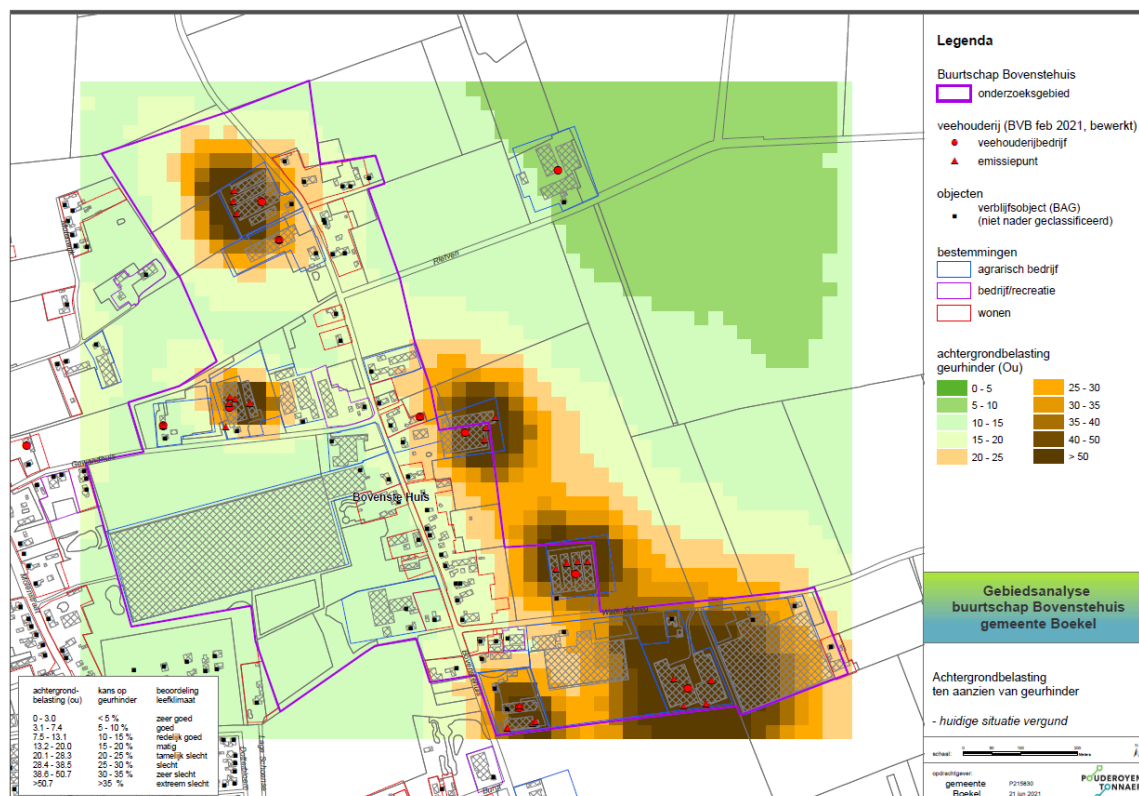 Rietven
Gewandhuis
Bovenste Huis
Legenda
Buurtschap Bovenstehuis
onderzoeksgebied
veehouderij (BVB feb 2021, bewerkt)
veehouderijbedrijf
emissiepunt
objecten
verblijfsobject (BAG)
(niet nader geclassificeerd)
bestemmingen
agrarisch bedrijf
bedrijf/recreatie
wonen
achtergrondbelasting
geurhinder (Ou)
0 - 5 25 - 30
5 - 10 30 - 35
10 - 15 35 - 40
15 - 20 40 - 50
20 - 25 > 50
Gebiedsanalyse
buurtschap Bovenstehuis
gemeente Boekel
Achtergrondbelasting
ten aanzien van geurhinder
- huidige situatie vergund
schaal:
opdrachtgever:
gemeente
Boekel
P215830
21 jun 2021
POUDEROYEN
TONNAER
achtergrond- kans op beoordeling
belasting (ou) geurhinder leefklimaat
0 - 3.0 < 5 % zeer goed
3.1 - 7.4 5 - 10 % goed
7.5 - 13.1 10 - 15 % redelijk goed
13.2 - 20.0 15 - 20 % matig
20.1 - 28.3 20 - 25 % tamelijk slecht
28.4 - 38.5 25 - 30 % slecht
38.6 - 50.7 30 - 35 % zeer slecht
>50.7 >35 % extreem slecht